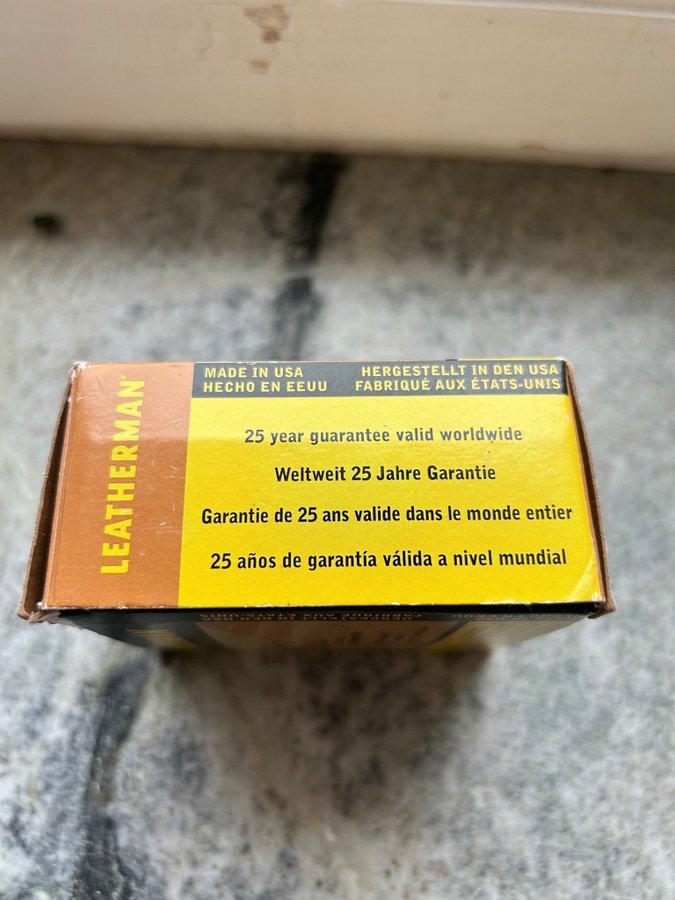 LEATHERMAN
MADE IN USA HERGESTELLT IN DEN USA
HECHO EN EEUU FABRIQUÉ AUX ÉTATS-UNIS
25 year guarantee valid worldwide
Weltweit 25 Jahre Garantie
Garantie de 25 ans valide dans le monde entier
25 años de garantía válida a nivel mundial